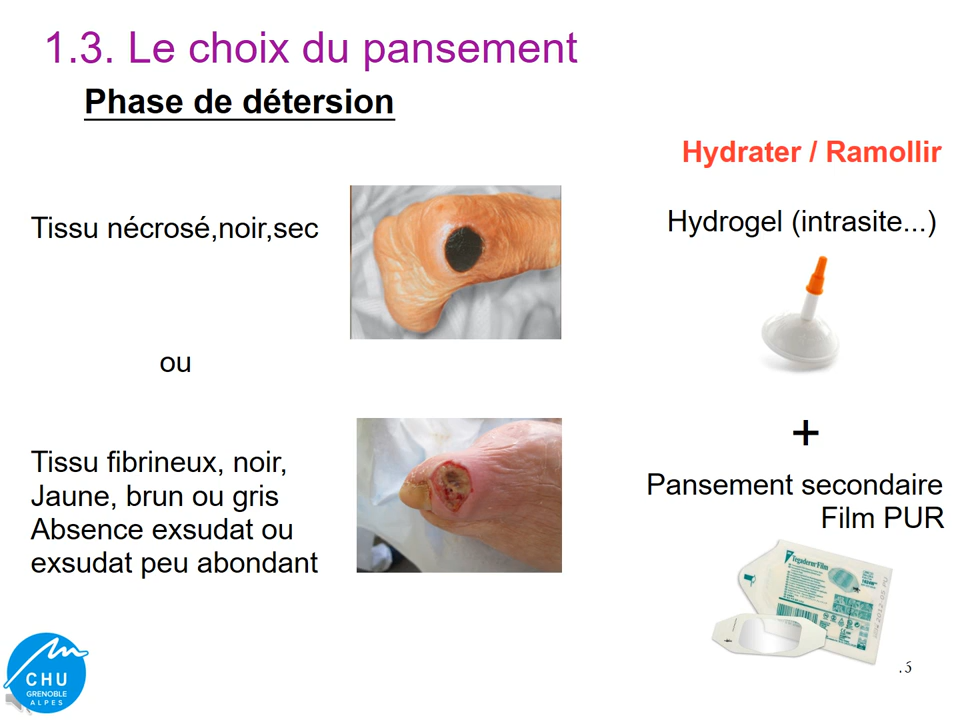 1.3. Le choix du pansement
Phase de détersion
Hydrater / Ramollir
Tissu nécrosé,noir,sec
Hydrogel (intrasite...)
ou
+
Tissu fibrineux, noir,
Jaune, brun ou gris
Absence exsudat ou
exsudat peu abondant
Pansement secondaire
Film PUR
Tegaderm Film
CHU
GRENOBLE
ALPES